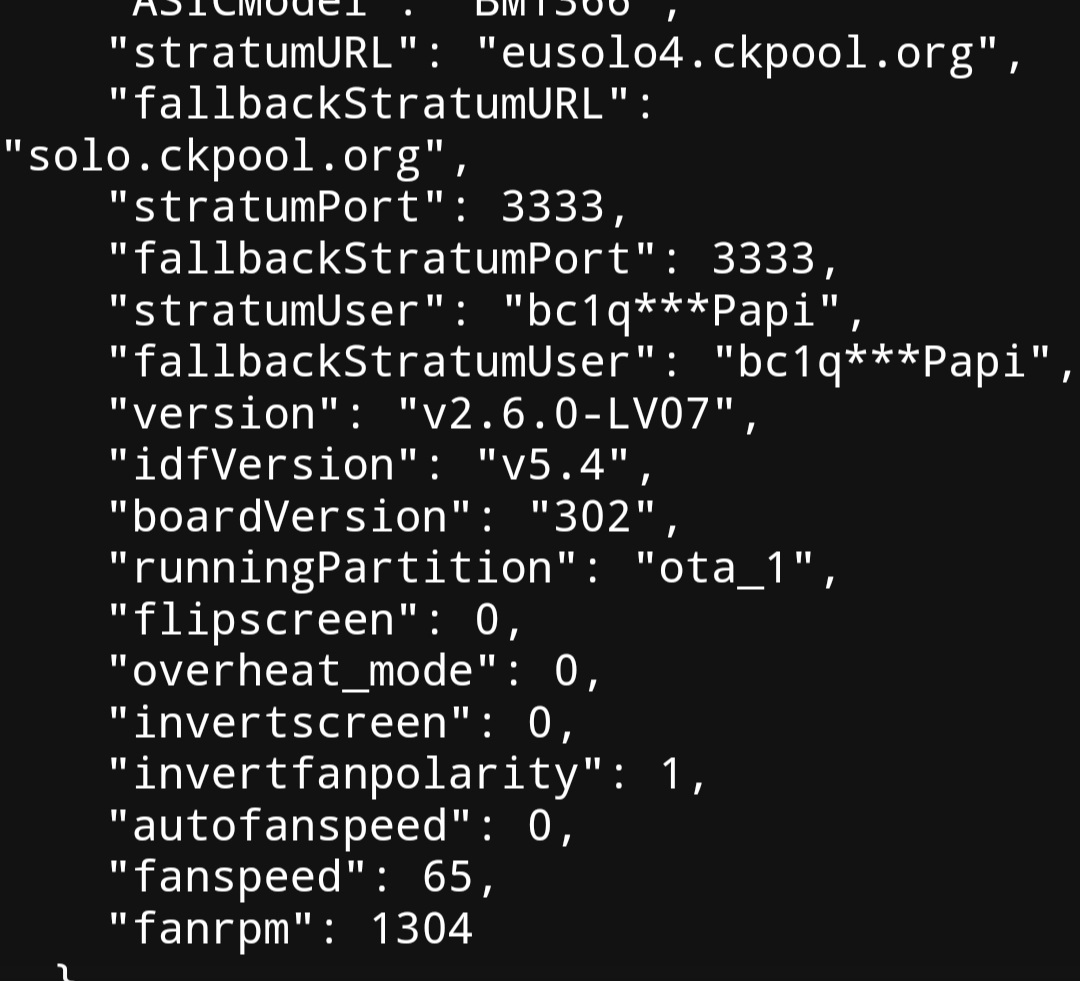 "ASICModel": "BM1366",
"stratumURL": "eusolo4.ckpool.org",
"fallbackStratumURL":
"solo.ckpool.org",
"stratumPort": 3333,
"fallbackStratumPort": 3333,
"stratumUser": "bc1q***Papi",
"fallbackStratumUser": "bc1q***Papi",
"version": "v2.6.0-LV07",
"idfVersion": "v5.4",
"boardVersion": "302",
"runningPartition": "ota_1",
"flipscreen": 0,
"overheat_mode": 0,
"invertscreen": 0,
"invertfanpolarity": 1,
"autofanspeed": 0,
"fanspeed": 65,
"fanrpm": 1304
}